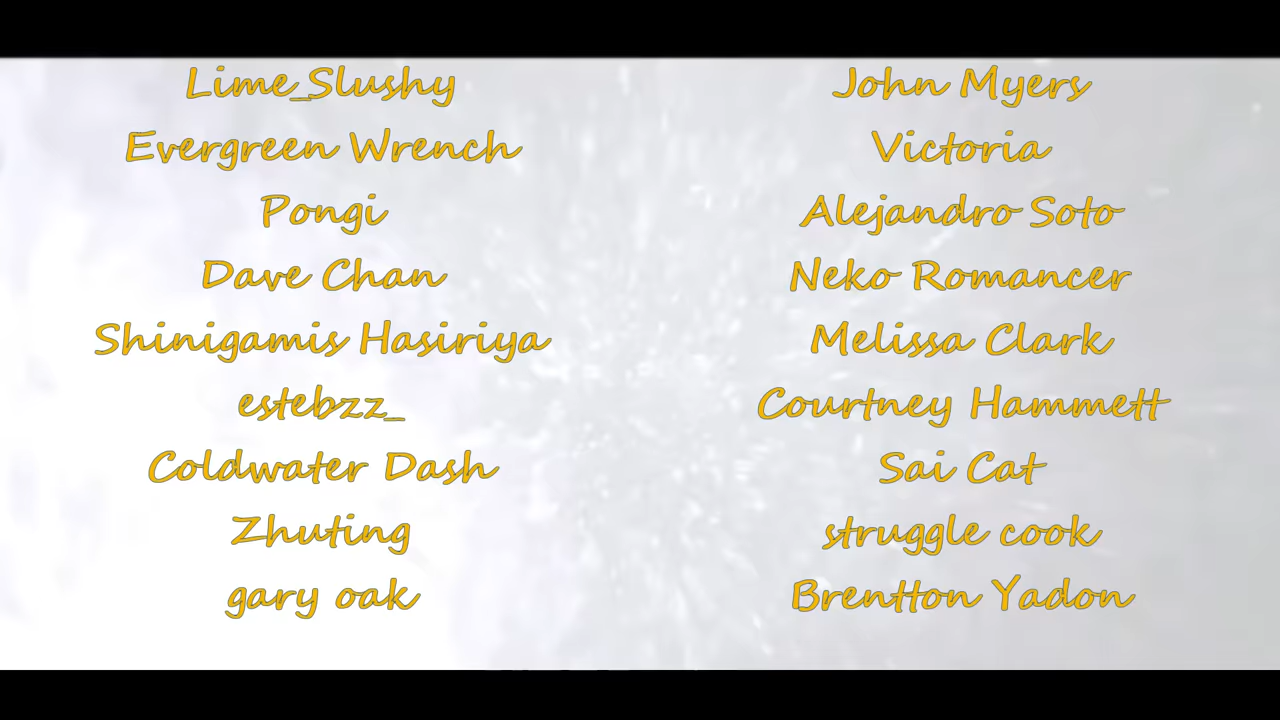 Lime_Slushy
Evergreen Wrench
Pongi
Dave Chan
Shinigamis Hasiriya
estebzz_
Coldwater Dash
Zhuting
gary oak
John Myers
Victoria
Alejandro Soto
Neko Romancer
Melissa Clark
Courtney Hammett
Sai Cat
struggle cook
Brentton Yadon